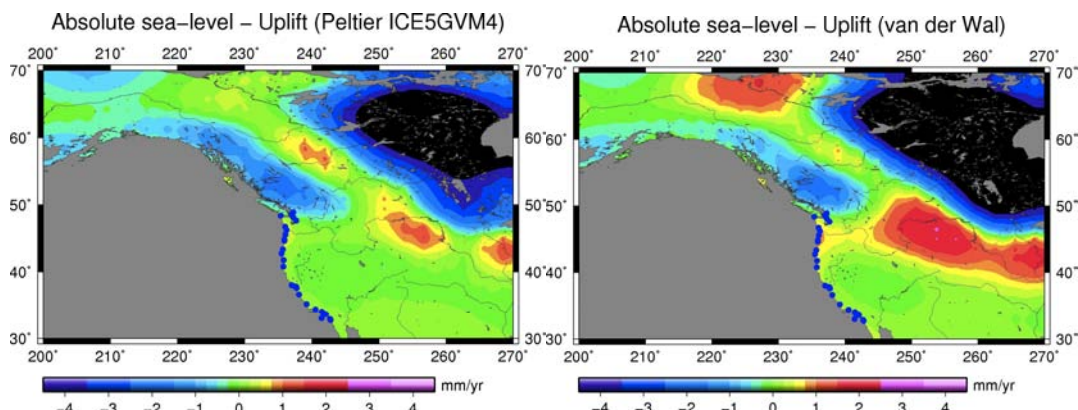 Absolute sea–level – Uplift (Peltier ICE5GVM4)
200° 210° 220° 230° 240° 250° 260° 270°
70° 70°
60° 60°
50° 50°
40° 40°
30° 30°
200° 210° 220° 230° 240° 250° 260° 270°
mm/yr
−4 −3 −2 −1 0 1 2 3 4
Absolute sea–level – Uplift (van der Wal)
200° 210° 220° 230° 240° 250° 260° 270°
70° 70°
60° 60°
50° 50°
40° 40°
30° 30°
200° 210° 220° 230° 240° 250° 260° 270°
mm/yr
−4 −3 −2 −1 0 1 2 3 4